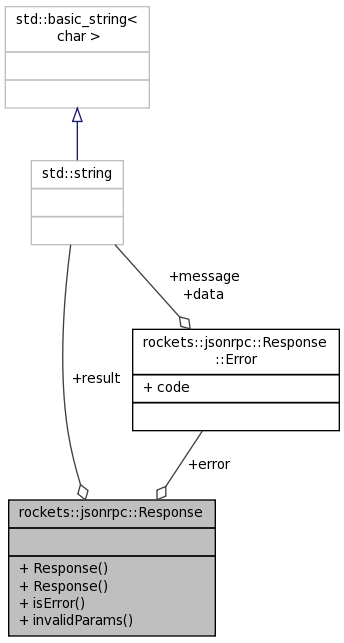 std::basic_string<
char >
std::string
+message
+data
rockets::jsonrpc::Response
::Error
+ code
+result
+error
rockets::jsonrpc::Response
+ Response()
+ Response()
+ isError()
+ invalidParams()